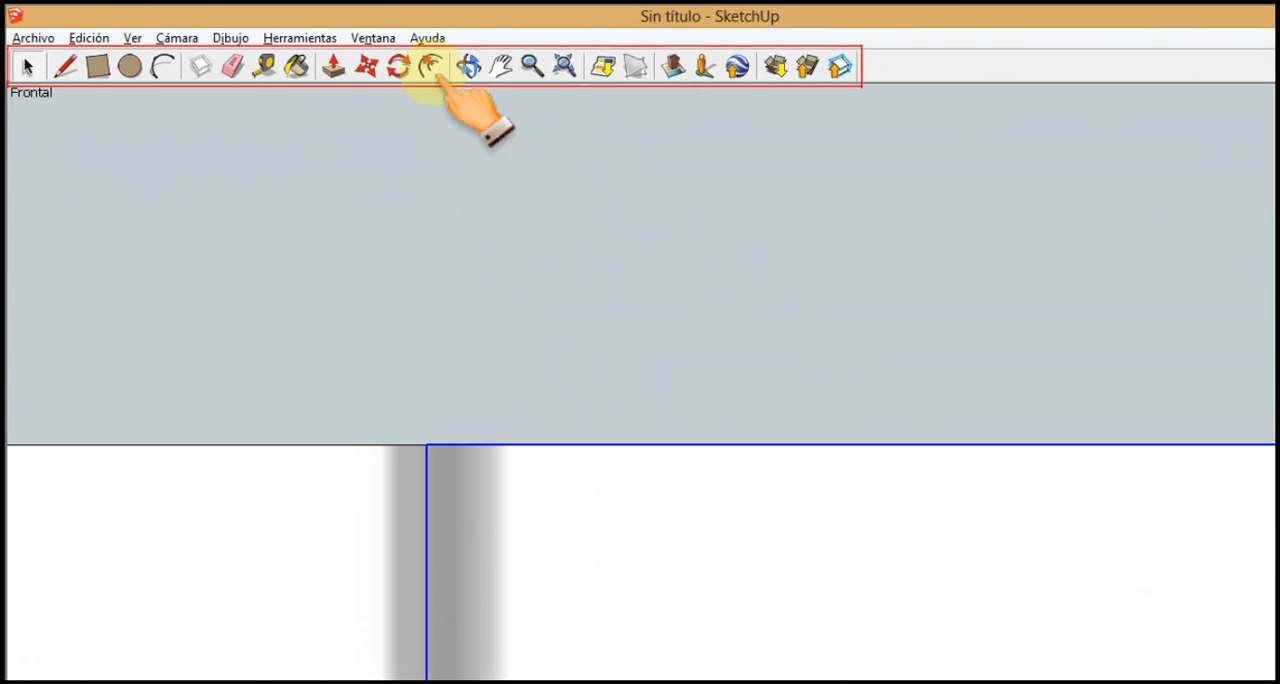 Sin título - SketchUp
Archivo Edición Ver Cámara Dibujo Herramientas Ventana Ayuda
Frontal